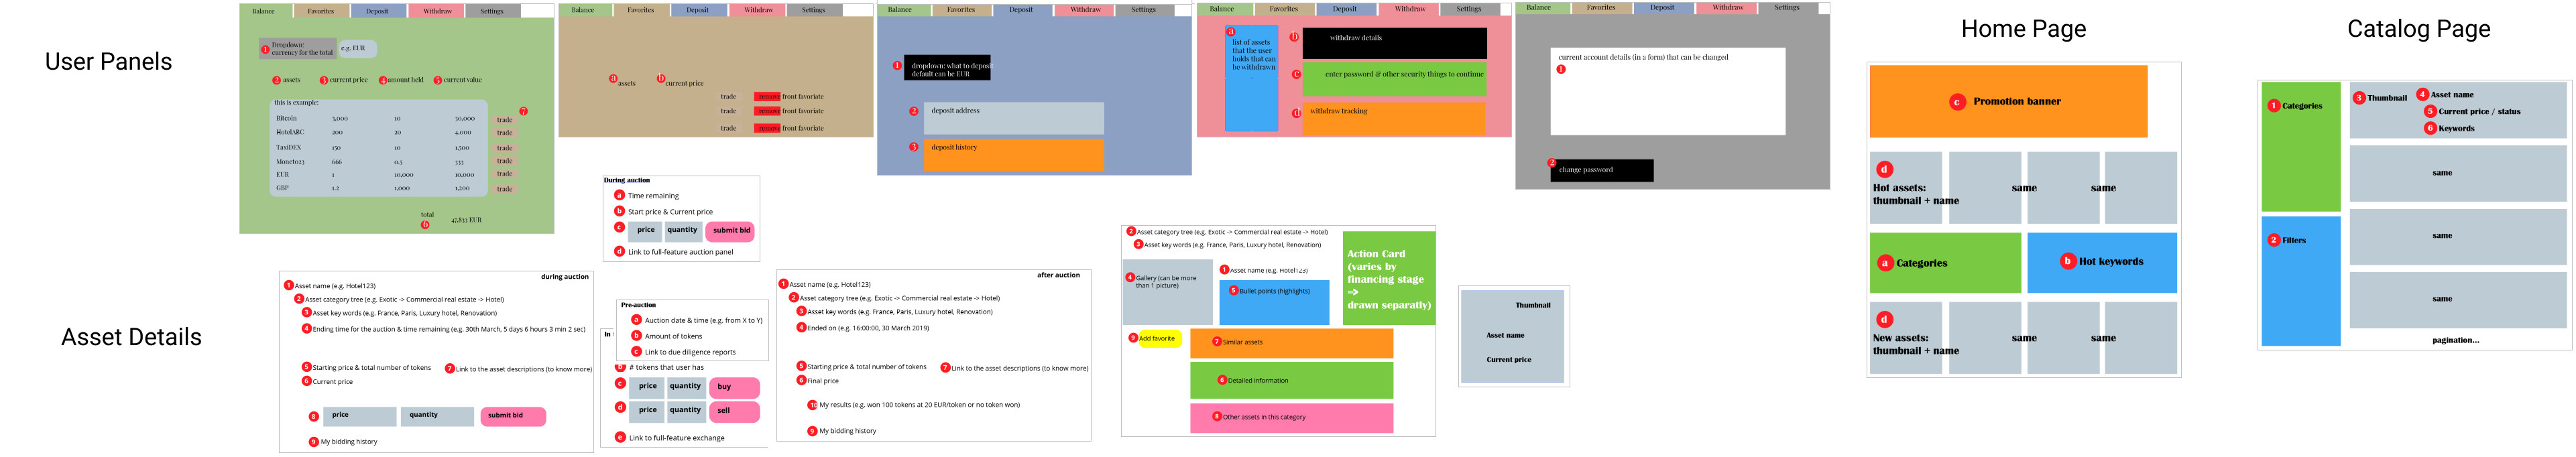 User Panels
Balance
Favorites
Deposit
Withdraw
Settings
1 Dropdown:
currency for the total
e.g. EUR
2 assets
3 current price
4 amount held
5 current value
this is example:
7
Bitcoin 3,000 10 30,000 trade
HotelARC 200 20 4,000 trade
TaxiDEX 150 10 1,500 trade
Moneto23 666 0.5 333 trade
EUR 1 10,000 10,000 trade
GBP 1.2 1,000 1,200 trade
total
6
47,833 EUR
Balance
Favorites
Deposit
Withdraw
Settings
a assets
b current price
trade remove front favoriate
trade remove front favoriate
trade remove front favoriate
Balance
Favorites
Deposit
Withdraw
Settings
1 dropdown: what to deposit
default can be EUR
2 deposit address
3 deposit history
Balance
Favorites
Deposit
Withdraw
Settings
a
list of assets
that the user
holds that can
be withdrawn
b withdraw details
c enter password & other security things to continue
d withdraw tracking
Balance
Favorites
Deposit
Withdraw
Settings
current account details (in a form) that can be changed
1
2
change password
Home Page
c Promotion banner
d
Hot assets:
thumbnail + name
same
same
a Categories
b Hot keywords
d
New assets:
thumbnail + name
same
same
Catalog Page
1 Categories
2 Filters
3 Thumbnail
4 Asset name
5 Current price / status
6 Keywords
same
same
same
pagination...
Asset Details
during auction
1 Asset name (e.g. Hotel123)
2 Asset category tree (e.g. Exotic -> Commercial real estate -> Hotel)
3 Asset key words (e.g. France, Paris, Luxury hotel, Renovation)
4 Ending time for the auction & time remaining (e.g. 30th March, 5 days 6 hours 3 min 2 sec)
5 Starting price & total number of tokens
7 Link to the asset descriptions (to know more)
6 Current price
8 price quantity submit bid
9 My bidding history
During auction
a Time remaining
b Start price & Current price
c price quantity submit bid
d Link to full-feature auction panel
Pre-auction
a Auction date & time (e.g. from X to Y)
b Amount of tokens
c Link to due diligence reports
In
b # tokens that user has
c price quantity buy
d price quantity sell
e Link to full-feature exchange
after auction
1 Asset name (e.g. Hotel123)
2 Asset category tree (e.g. Exotic -> Commercial real estate -> Hotel)
3 Asset key words (e.g. France, Paris, Luxury hotel, Renovation)
4 Ended on (e.g. 16:00:00, 30 March 2019)
5 Starting price & total number of tokens
7 Link to the asset descriptions (to know more)
6 Final price
10 My results (e.g. won 100 tokens at 20 EUR/token or no token won)
9 My bidding history
2 Asset category tree (e.g. Exotic -> Commercial real estate -> Hotel)
3 Asset key words (e.g. France, Paris, Luxury hotel, Renovation)
4 Gallery (can be more
than 1 picture)
1 Asset name (e.g. Hotel123)
5 Bullet points (highlights)
Action Card
(varies by
financing stage
=>
drawn separatly)
9 Add favorite
7 Similar assets
6 Detailed information
8 Other assets in this category
Thumbnail
Asset name
Current price